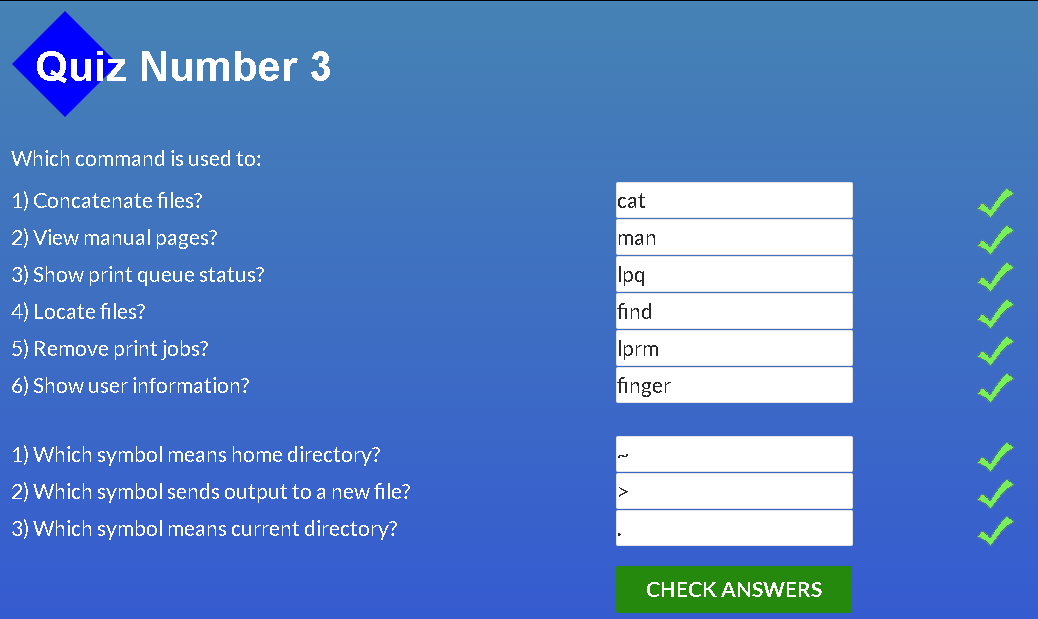 Quiz Number 3
Which command is used to:
1) Concatenate files? cat
2) View manual pages? man
3) Show print queue status? lpq
4) Locate files? find
5) Remove print jobs? lprm
6) Show user information? finger
1) Which symbol means home directory? ~
2) Which symbol sends output to a new file? >
3) Which symbol means current directory? .
CHECK ANSWERS